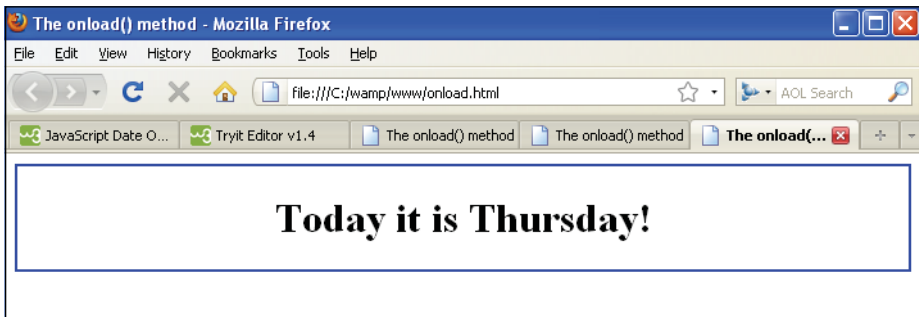 The onload() method - Mozilla Firefox
File Edit View History Bookmarks Tools Help
file:///C:/wamp/www/onload.html AOL Search
JavaScript Date O... Tryit Editor v1.4 The onload() method The onload() method The onload(...
Today it is Thursday!